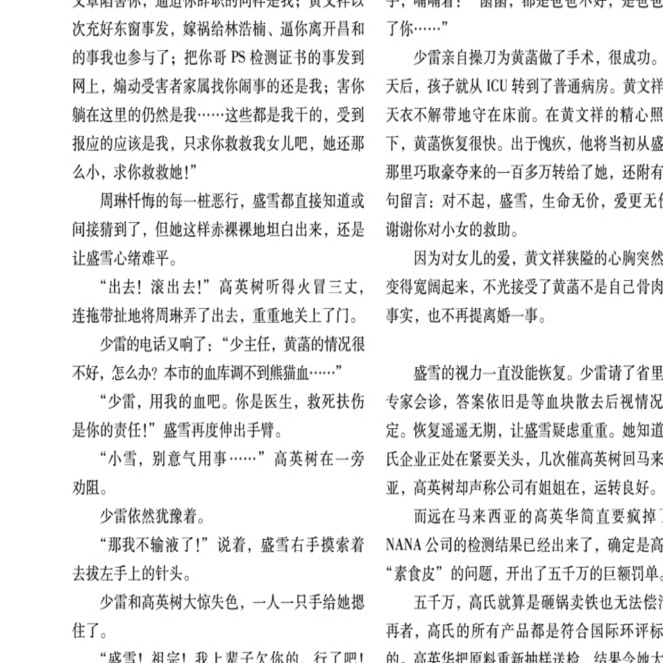 文章陷害你，逼迫你辞职的同样是我；黄文祥以
次充好东窗事发，嫁祸给林浩楠、逼你离开昌和
的事我也参与了；把你哥 PS 检测证书的事发到
网上，煽动受害者家属找你闹事的还是我；害你
躺在这里的仍然是我……这些都是我干的，受到
报应的应该是我，只求你救救我女儿吧，她还那
么小，求你救救她！”
周琳忏悔的每一桩恶行，盛雪都直接知道或
间接猜到了，但她这样赤裸裸地坦白出来，还是
让盛雪心绪难平。
“出去！滚出去！”高英树听得火冒三丈，
连拖带扯地将周琳弄了出去，重重地关上了门。
少雷的电话又响了：“少主任，黄菡的情况很
不好，怎么办？本市的血库调不到熊猫血……”
“少雷，用我的血吧。你是医生，救死扶伤
是你的责任！”盛雪再度伸出手臂。
“小雪，别意气用事……”高英树在一旁
劝阻。
少雷依然犹豫着。
“那我不输液了！”说着，盛雪右手摸索着
去拔左手上的针头。
少雷和高英树大惊失色，一人一只手给她摁
住了。
“盛雪！祖宗！我上辈子欠你的，行了吧！
子，喃喃着：“菡菡，都是爸爸不好，是爸爸
了你……”
少雷亲自操刀为黄菡做了手术，很成功。
天后，孩子就从 ICU 转到了普通病房。黄文祥
天衣不解带地守在床前。在黄文祥的精心照
下，黄菡恢复很快。出于愧疚，他将当初从盛
那里巧取豪夺来的一百多万转给了她，还附有
句留言：对不起，盛雪，生命无价，爱更无价
谢谢你对小女的救助。
因为对女儿的爱，黄文祥狭隘的心胸突然
变得宽阔起来，不光接受了黄菡不是自己骨肉
事实，也不再提离婚一事。
盛雪的视力一直没能恢复。少雷请了省里
专家会诊，答案依旧是等血块散去后视情况
定。恢复遥遥无期，让盛雪疑虑重重。她知道
氏企业正处在紧要关头，几次催高英树回马来
亚，高英树却声称公司有姐姐在，运转良好。
而远在马来西亚的高英华简直要疯掉了
NANA 公司的检测结果已经出来了，确定是高
“素食皮”的问题，开出了五千万的巨额罚单。
五千万，高氏就算是砸锅卖铁也无法偿清
再者，高氏的所有产品都是符合国际环评标
的。高英华把原料重新抽样送检，结果令她大